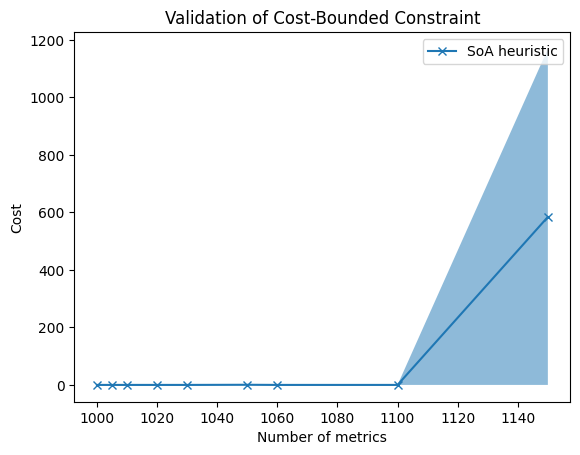 Validation of Cost-Bounded Constraint
SoA heuristic
Cost
1200
1000
800
600
400
200
0
1000 1020 1040 1060 1080 1100 1120 1140
Number of metrics